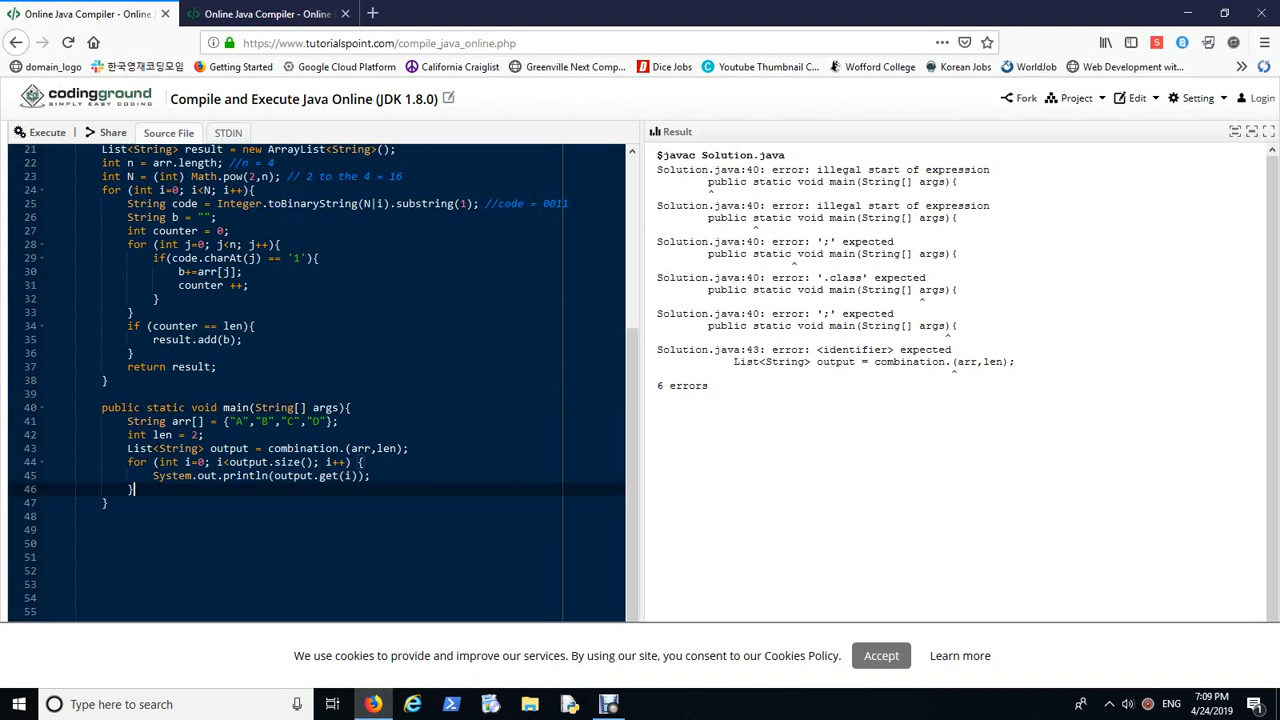 Online Java Compiler - Online
Online Java Compiler - Online
https://www.tutorialspoint.com/compile_java_online.php
domain_logo 한국영재코딩모임 Getting Started Google Cloud Platform California Craiglist Greenville Next Comp... Dice Jobs Youtube Thumbnail C... Wofford College Korean Jobs WorldJob Web Development wit...
codingground
SIMPLY EASY CODING
Compile and Execute Java Online (JDK 1.8.0)
Fork Project Edit Setting Login
Execute Share Source File STDIN
21 List<String> result = new ArrayList<String>();
22 int n = arr.length; //n = 4
23 int N = (int) Math.pow(2,n); // 2 to the 4 = 16
24 for (int i=0; i<N; i++){
25 String code = Integer.toBinaryString(N|i).substring(1); //code = 0011
26 String b = "";
27 int counter = 0;
28 for (int j=0; j<n; j++){
29 if(code.charAt(j) == '1'){
30 b+=arr[j];
31 counter ++;
32 }
33 }
34 if (counter == len){
35 result.add(b);
36 }
37 return result;
38 }
39
40 public static void main(String[] args){
41 String arr[] = {"A","B","C","D"};
42 int len = 2;
43 List<String> output = combination.(arr,len);
44 for (int i=0; i<output.size(); i++) {
45 System.out.println(output.get(i));
46 }
47 }
48
49
50
51
52
53
54
55
Result
$javac Solution.java
Solution.java:40: error: illegal start of expression
public static void main(String[] args){
^
Solution.java:40: error: illegal start of expression
public static void main(String[] args){
^
Solution.java:40: error: ';' expected
public static void main(String[] args){
^
Solution.java:40: error: '.class' expected
public static void main(String[] args){
^
Solution.java:40: error: ';' expected
public static void main(String[] args){
^
Solution.java:43: error: <identifier> expected
List<String> output = combination.(arr,len);
^
6 errors
We use cookies to provide and improve our services. By using our site, you consent to our Cookies Policy. Accept Learn more
Type here to search
ENG
7:09 PM
4/24/2019